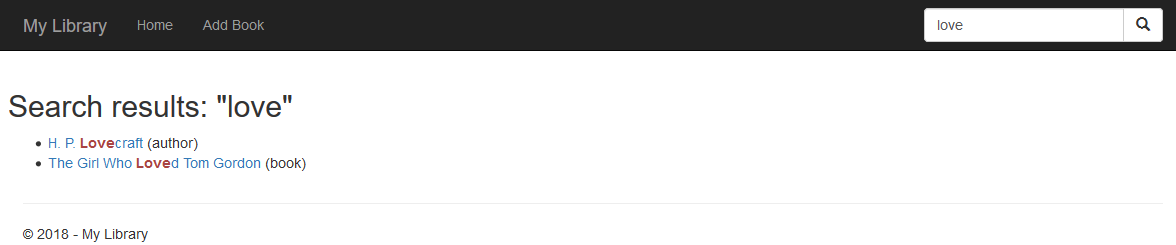 My Library Home Add Book love
Search results: "love"
H. P. Lovecraft (author)
The Girl Who Loved Tom Gordon (book)
© 2018 - My Library